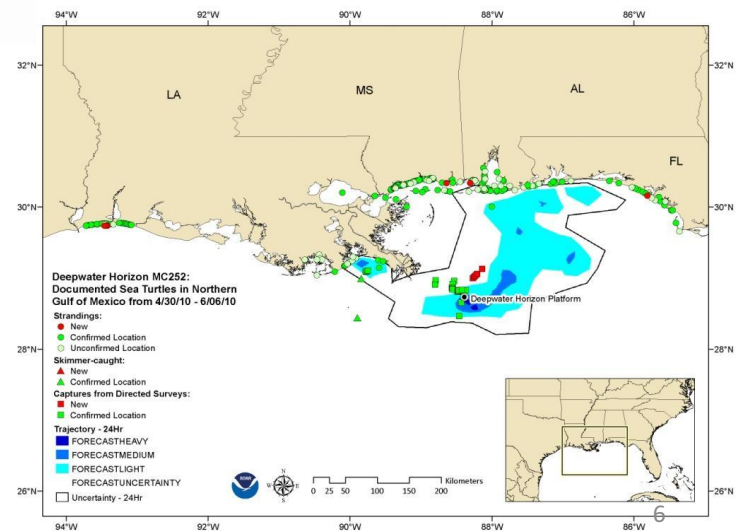 94°W 92°W 90°W 88°W 86°W
32°N 32°N
LA MS AL
FL
30°N 30°N
Deepwater Horizon Platform
28°N 28°N
Deepwater Horizon MC252:
Documented Sea Turtles in Northern
Gulf of Mexico from 4/30/10 - 6/06/10
Strandings:
New
Confirmed Location
Unconfirmed Location
Skimmer-caught:
New
Confirmed Location
Captures from Directed Surveys:
New
Confirmed Location
Trajectory - 24Hr
FORECASTHEAVY
FORECASTMEDIUM
FORECASTLIGHT
FORECASTUNCERTAINTY
Uncertainty - 24Hr
NOAA
N
W E
S
Kilometers
0 25 50 100 150 200
26°N 26°N
94°W 92°W 90°W 88°W 86°W
6